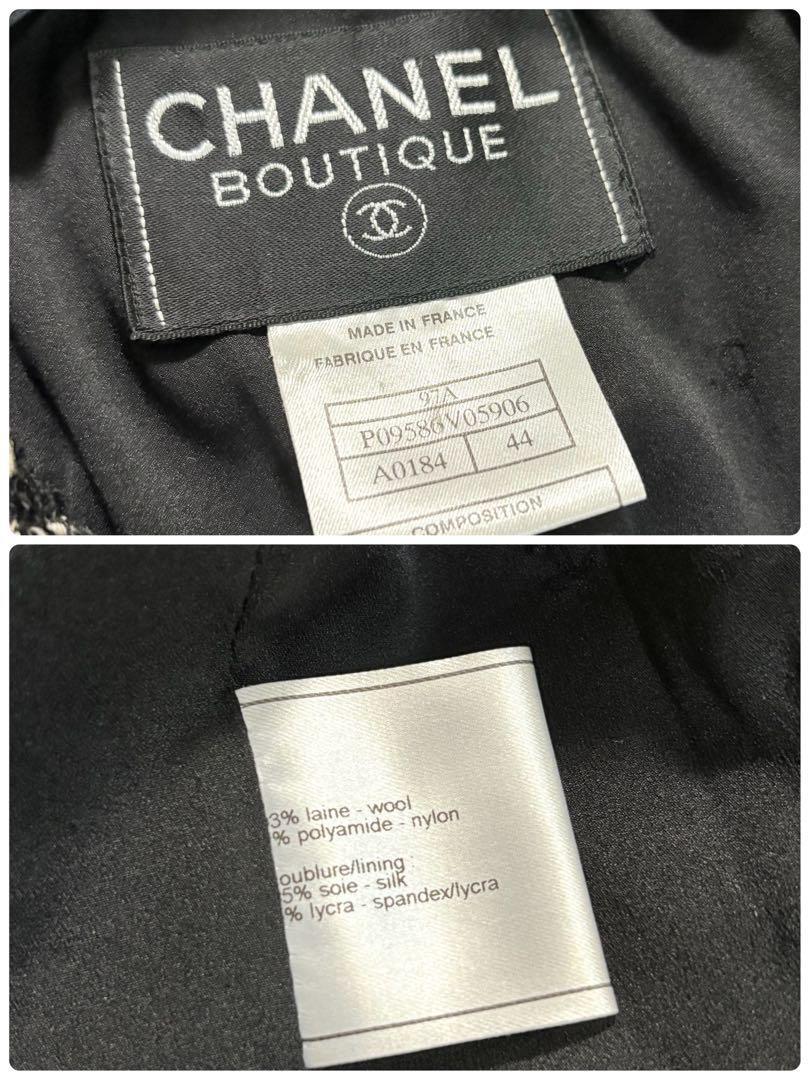 CHANEL
BOUTIQUE
MADE IN FRANCE
FABRIQUE EN FRANCE
97A
P09586V05906
A0184 44
COMPOSITION
3% laine - wool
% polyamide - nylon
oublure/lining :
5% soie - silk
% lycra - spandex/lycra